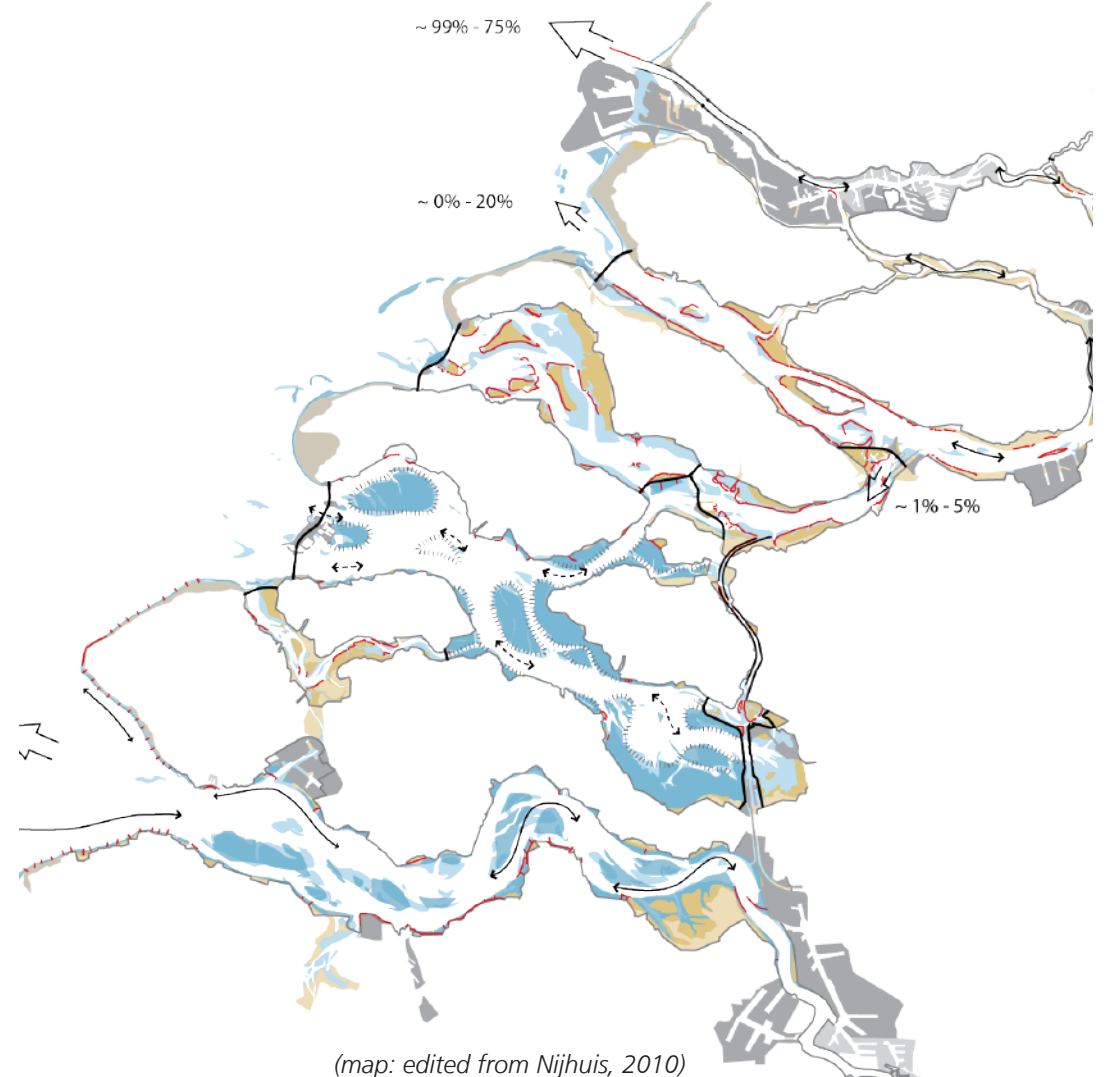 ~ 99% - 75%
~ 0% - 20%
~ 1% - 5%
(map: edited from Nijhuis, 2010)